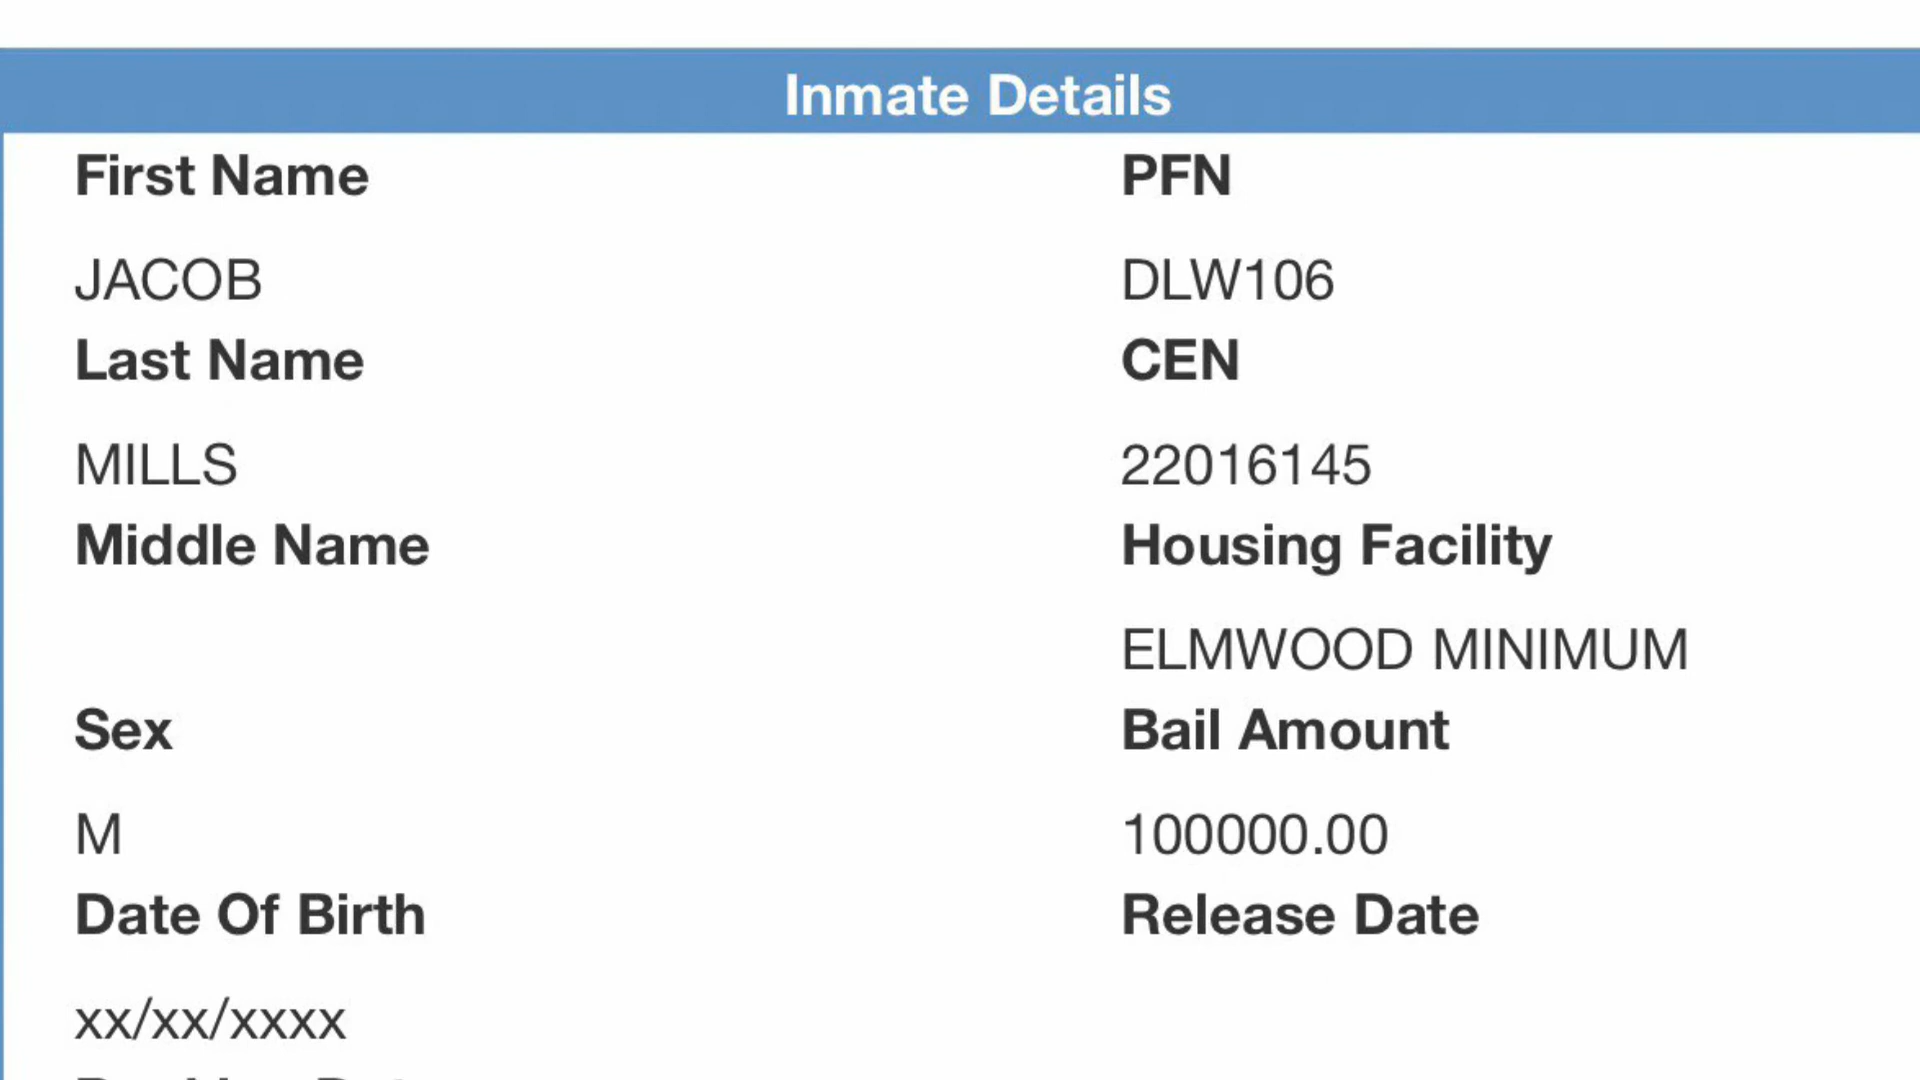 Inmate Details
First Name
PFN
JACOB
DLW106
Last Name
CEN
MILLS
22016145
Middle Name
Housing Facility
ELMWOOD MINIMUM
Sex
Bail Amount
M
100000.00
Date Of Birth
Release Date
xx/xx/xxxx